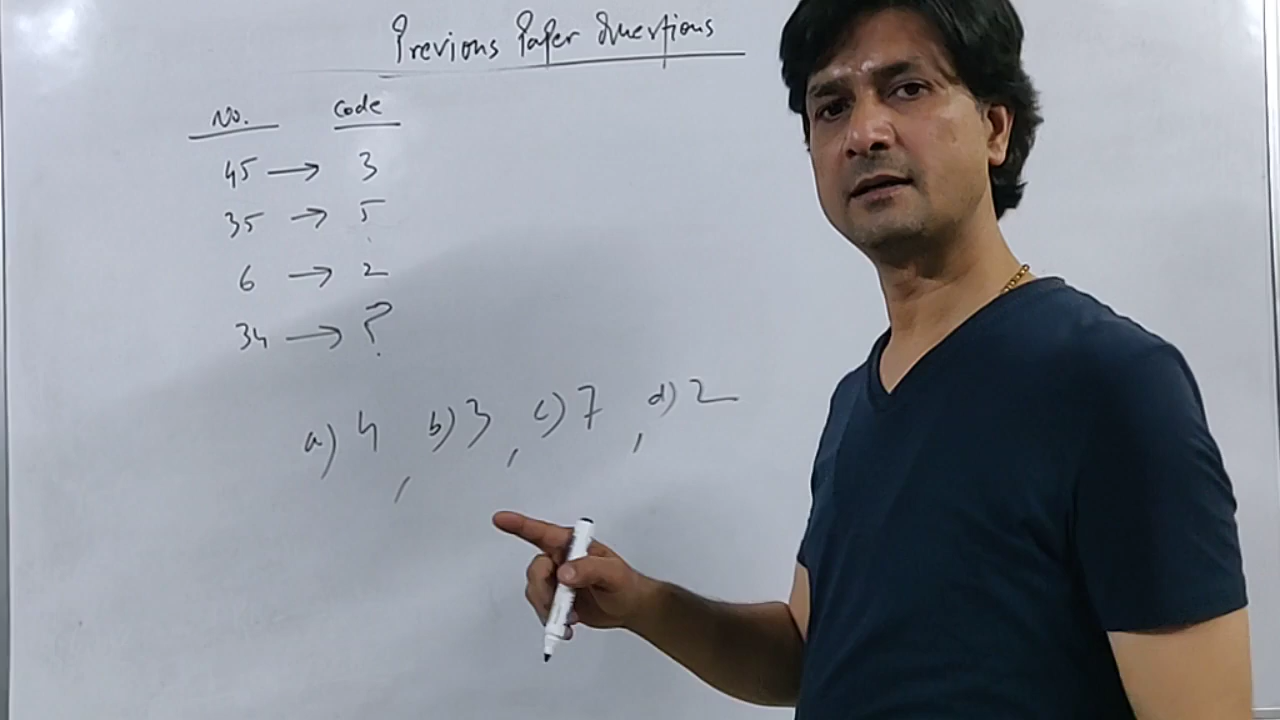 Previous Paper Questions
No. Code
45 → 3
35 → 5
6 → 2
34 → ?
a) 4, b) 3, c) 7, d) 2